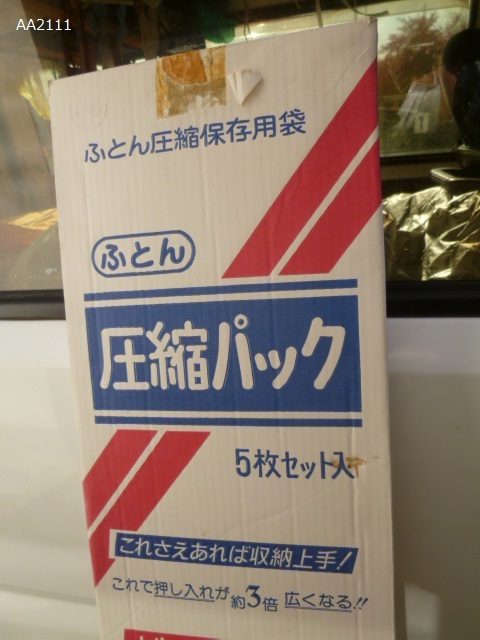 AA2111
ふとん圧縮保存用袋
ふとん
圧縮パック
5枚セット入
これさえあれば収納上手!
これで押し入れが約3倍広くなる!!